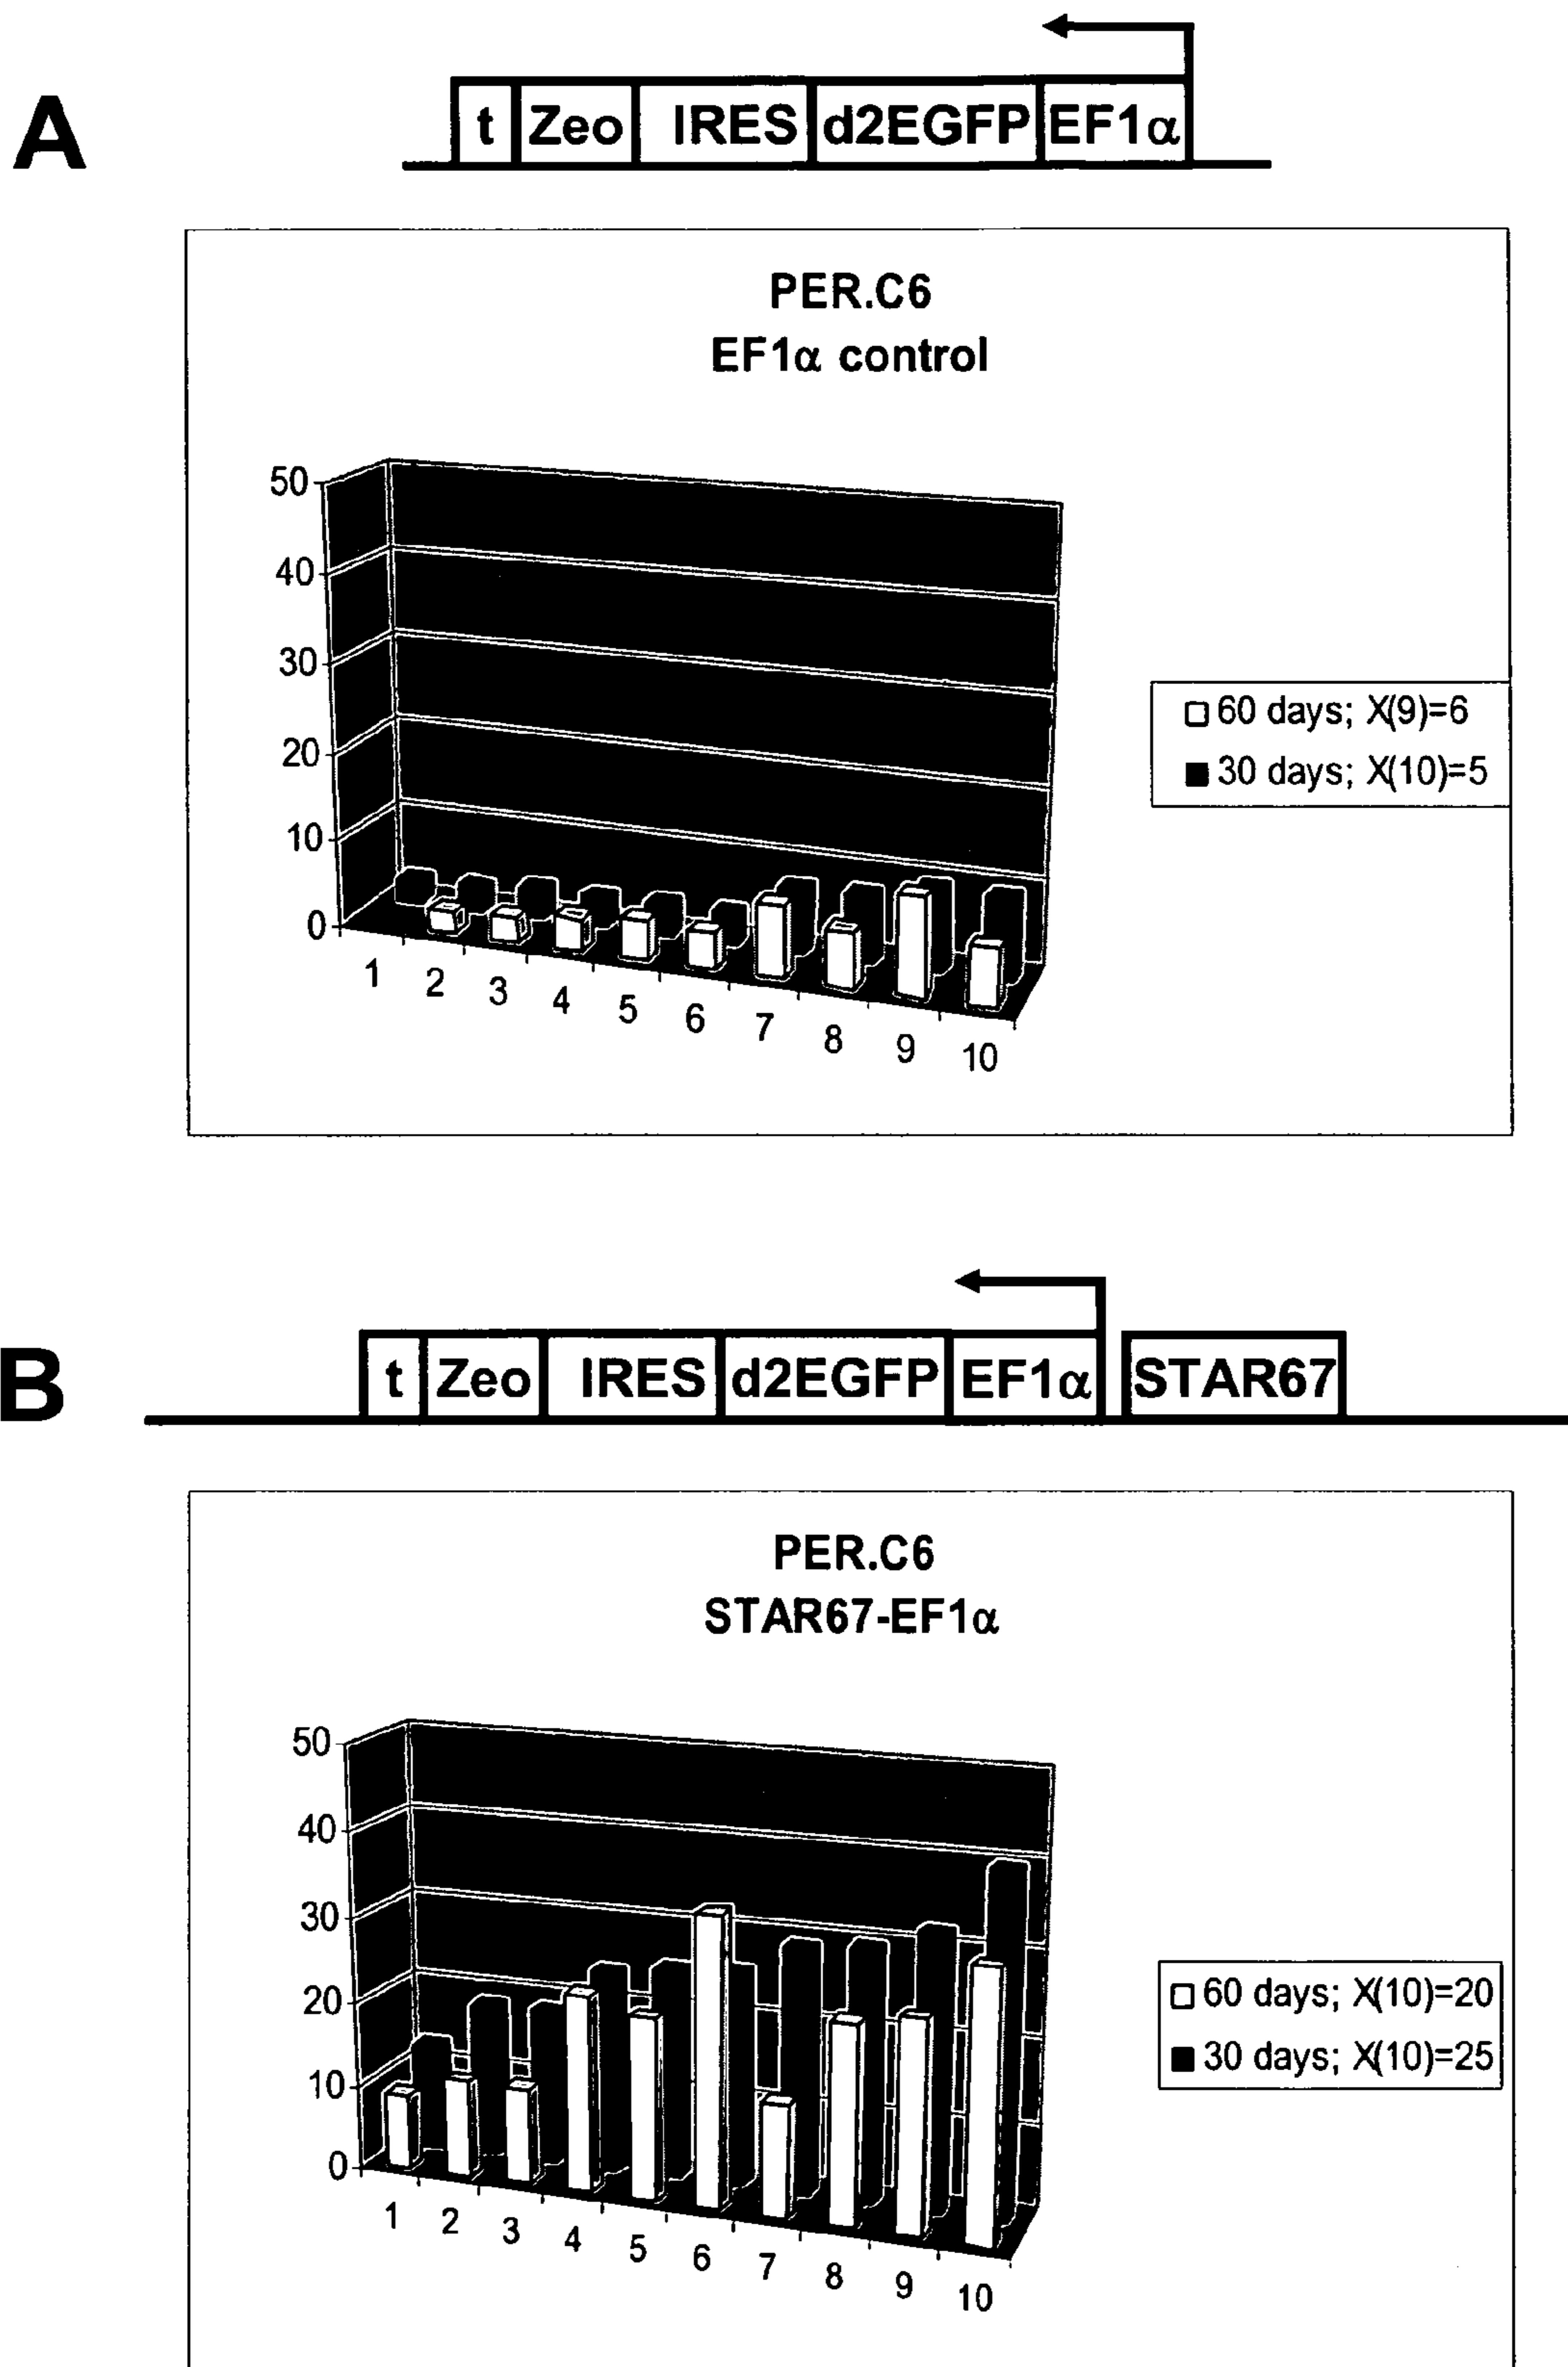 A
t Zeo IRES d2EGFP EF1α
PER.C6
EF1α control
50
40
30
20
10
0
1 2 3 4 5 6 7 8 9 10
60 days; X(9)=6
30 days; X(10)=5
B
t Zeo IRES d2EGFP EF1α STAR67
PER.C6
STAR67-EF1α
50
40
30
20
10
0
1 2 3 4 5 6 7 8 9 10
60 days; X(10)=20
30 days; X(10)=25